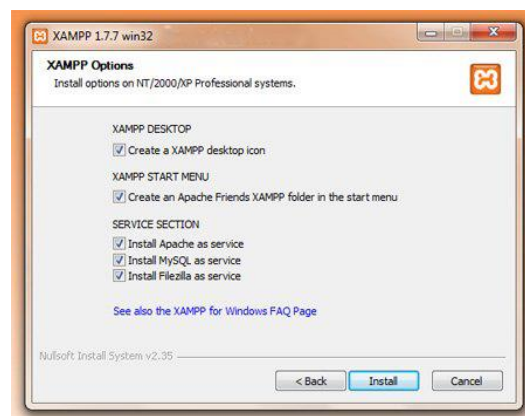 XAMPP 1.7.7 win32
XAMPP Options
Install options on NT/2000/XP Professional systems.
XAMPP DESKTOP
Create a XAMPP desktop icon
XAMPP START MENU
Create an Apache Friends XAMPP folder in the start menu
SERVICE SECTION
Install Apache as service
Install MySQL as service
Install Filezilla as service
See also the XAMPP for Windows FAQ Page
Nullsoft Install System v2.35
< Back Install Cancel